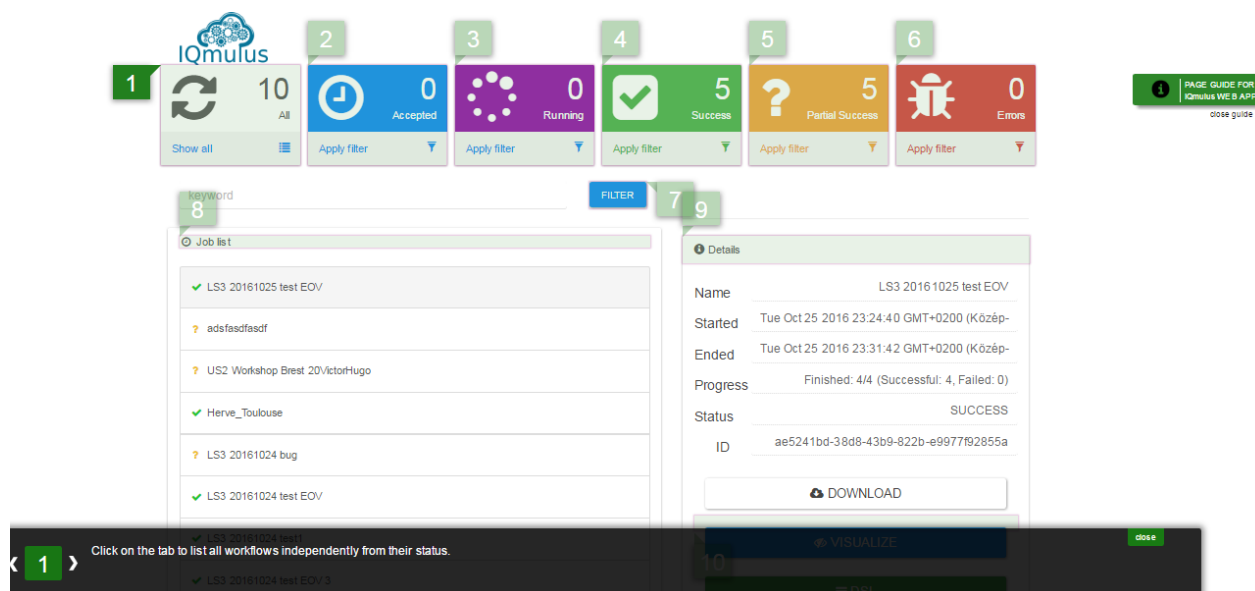 IQmulus
1 2 3 4 5 6
10 0 0 5 5 0
All Accepted Running Success Partial Success Errors
Show all Apply filter Apply filter Apply filter Apply filter Apply filter
PAGE GUIDE FOR
IQmulus WEB APP
close guide
keyword FILTER 7
8 9
Job list
LS3 20161025 test EOV
? adsfasdfasdf
? US2 Workshop Brest 20VictorHugo
Herve_Toulouse
? LS3 20161024 bug
LS3 20161024 test EOV
LS3 20161024 test1
LS3 20161024 test EOV 3
Details
Name LS3 20161025 test EOV
Started Tue Oct 25 2016 23:24:40 GMT+0200 (Közép-
Ended Tue Oct 25 2016 23:31:42 GMT+0200 (Közép-
Progress Finished: 4/4 (Successful: 4, Failed: 0)
Status SUCCESS
ID ae5241bd-38d8-43b9-822b-e9977f92855a
DOWNLOAD
VISUALIZE
10
DSL
‹ 1 › Click on the tab to list all workflows independently from their status.
close